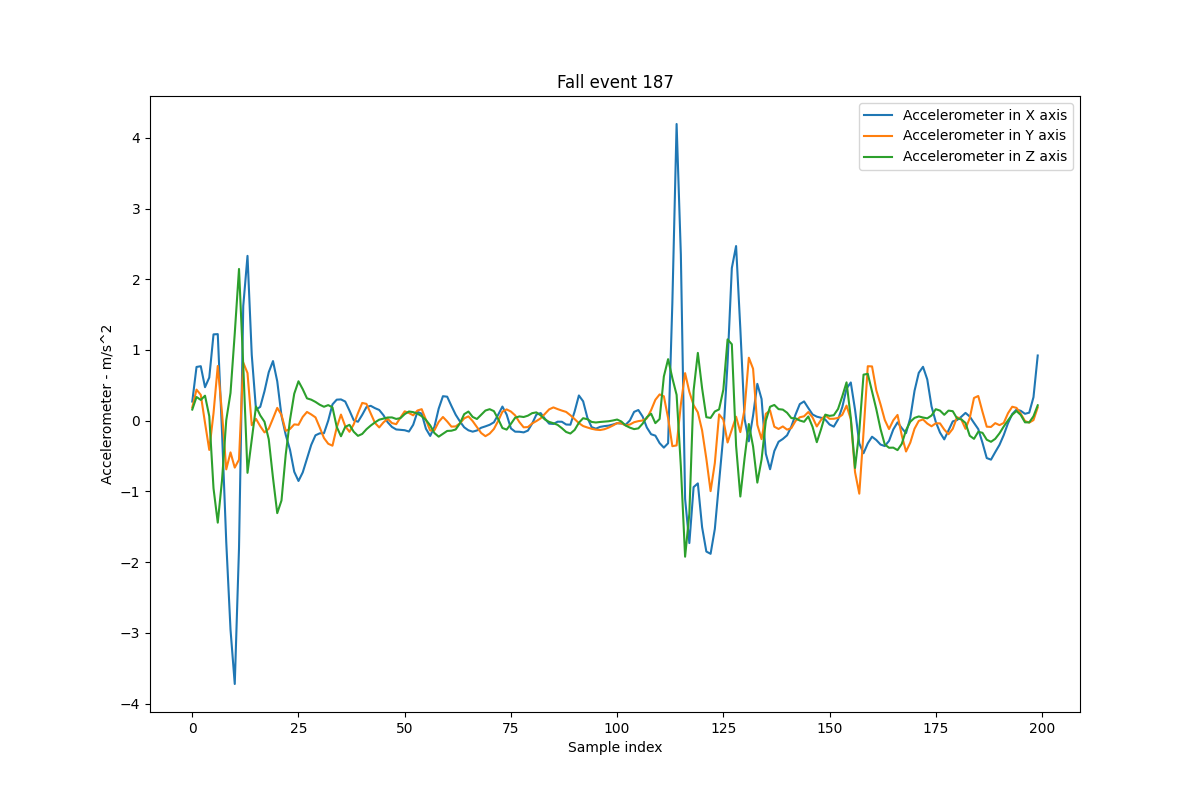 Fall event 187
Accelerometer in X axis
Accelerometer in Y axis
Accelerometer in Z axis
Accelerometer - m/s^2
4
3
2
1
0
−1
−2
−3
−4
0 25 50 75 100 125 150 175 200
Sample index